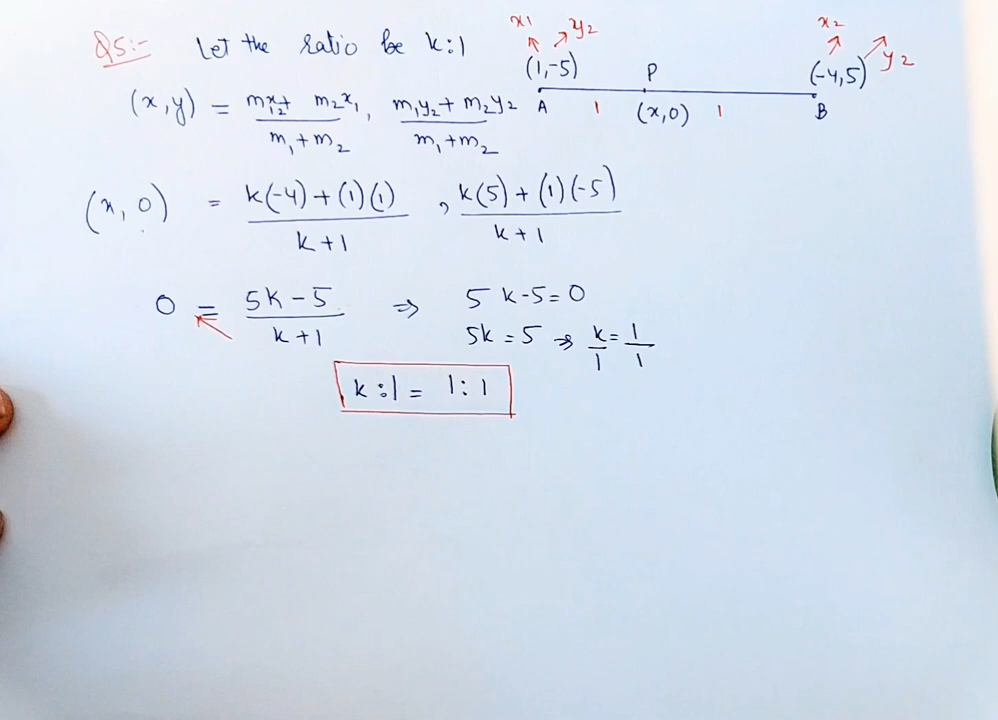 Q5:- Let the ratio be k:1
x1 y2 x2 y2
(1,-5) P (-4,5)
A 1 (x,0) 1 B
(x,y) = m1x2+ m2x1 / m1+m2 , m1y2+m2y2 / m1+m2
(x,0) = k(-4)+(1)(1) / k+1 , k(5)+(1)(-5) / k+1
0 = 5k-5 / k+1 ⇒ 5k-5=0
5k=5 ⇒ k/1=1/1
k:1= 1:1